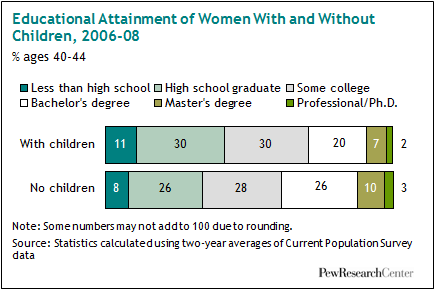 Educational Attainment of Women With and Without
Children, 2006-08
% ages 40-44
Less than high school High school graduate Some college
Bachelor's degree Master's degree Professional/Ph.D.
With children 11 30 30 20 7 2
No children 8 26 28 26 10 3
Note: Some numbers may not add to 100 due to rounding.
Source: Statistics calculated using two-year averages of Current Population Survey
data
PewResearchCenter